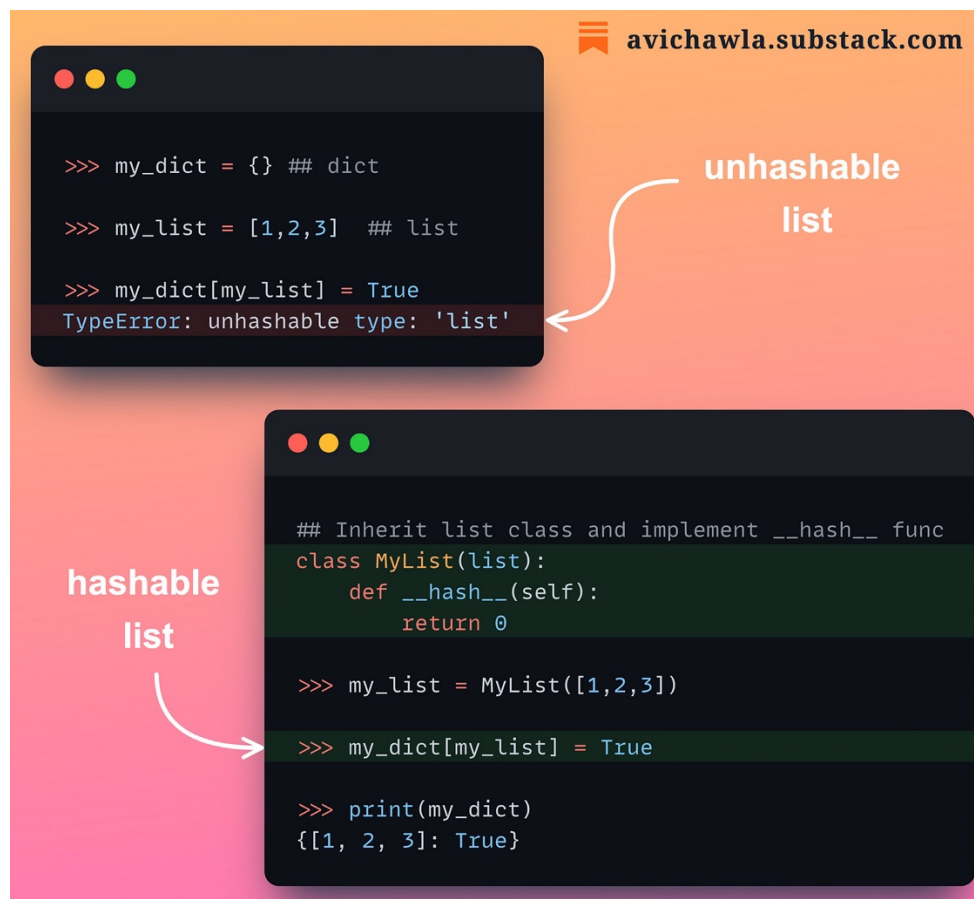 avichawla.substack.com
>>> my_dict = {} ## dict
>>> my_list = [1,2,3]  ## list
>>> my_dict[my_list] = True
TypeError: unhashable type: 'list'
unhashable
list
hashable
list
## Inherit list class and implement __hash__ func
class MyList(list):
    def __hash__(self):
        return 0
>>> my_list = MyList([1,2,3])
>>> my_dict[my_list] = True
>>> print(my_dict)
{[1, 2, 3]: True}